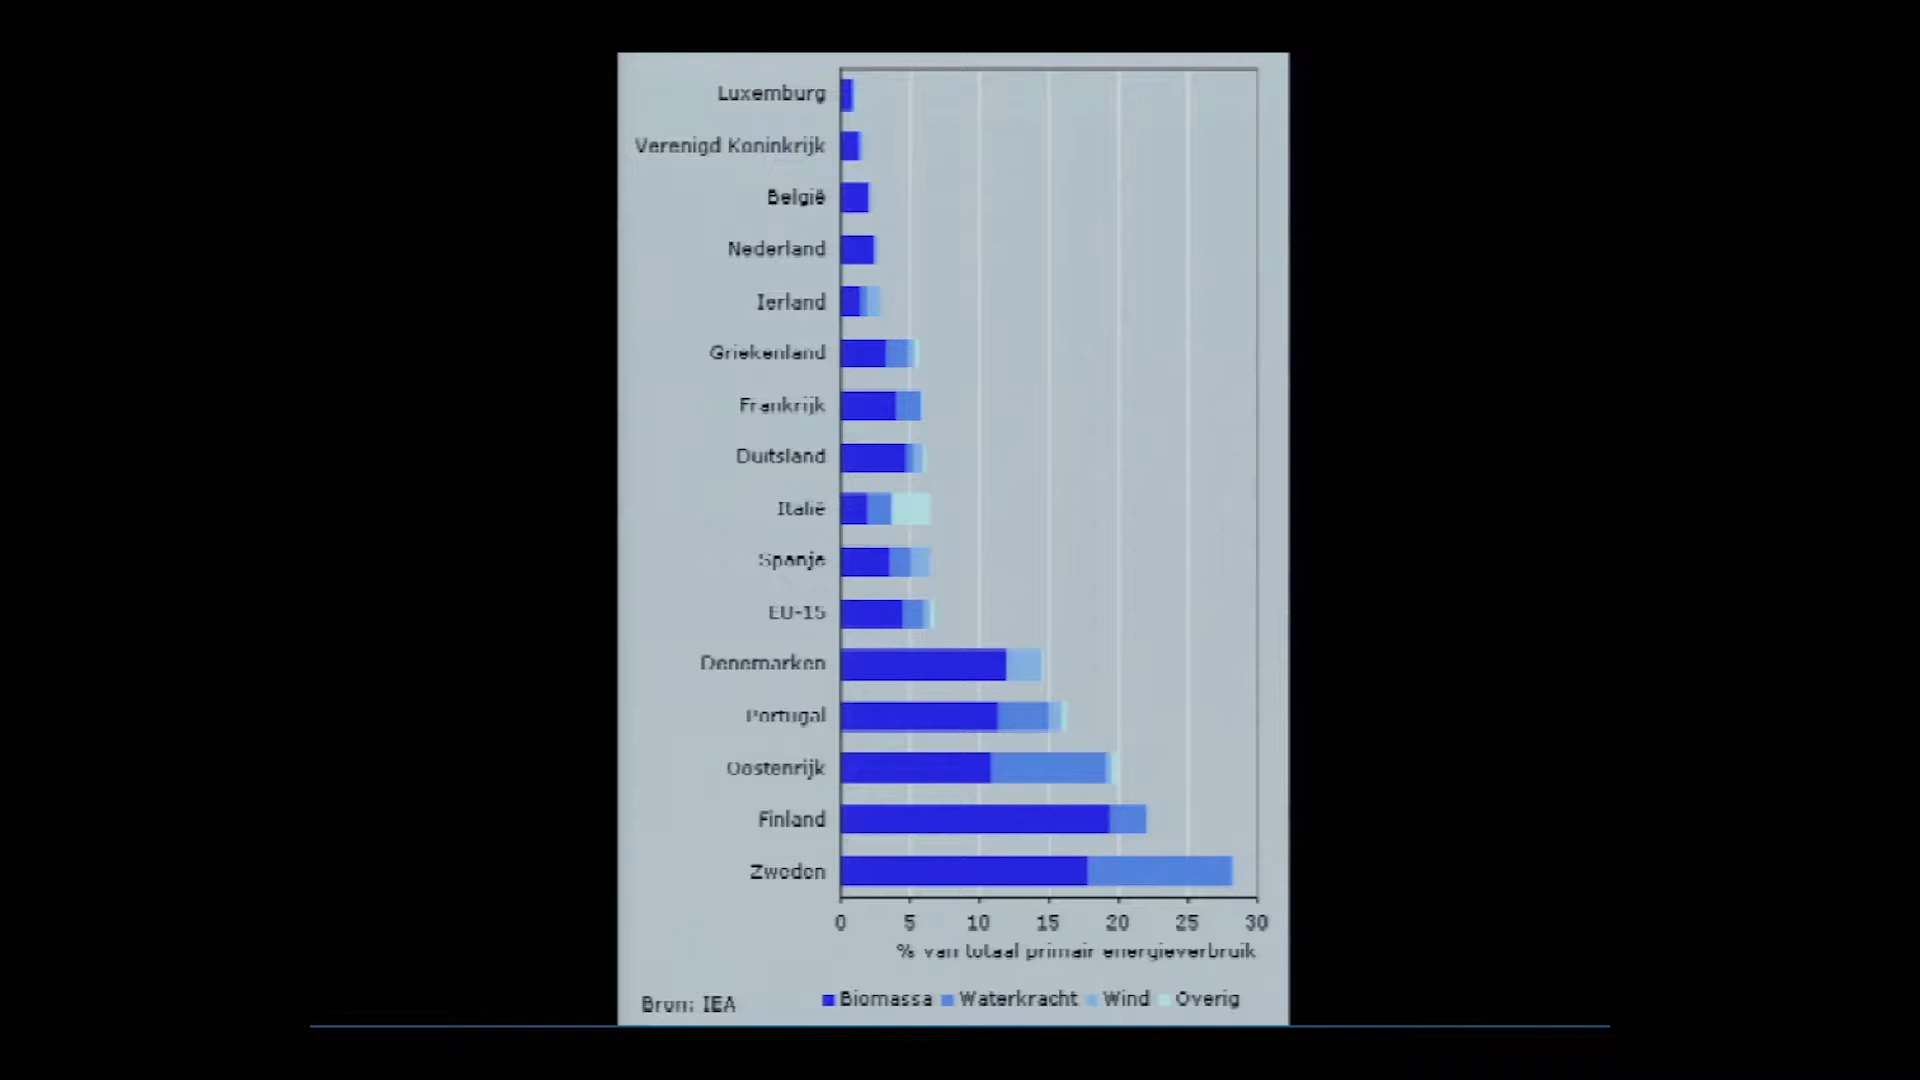 Luxemburg
Verenigd Koninkrijk
België
Nederland
Ierland
Griekenland
Frankrijk
Duitsland
Italië
Spanje
EU-15
Denemarken
Portugal
Oostenrijk
Finland
Zweden
0 5 10 15 20 25 30
% van totaal primair energieverbruik
Biomassa Waterkracht Wind Overig
Bron: IEA